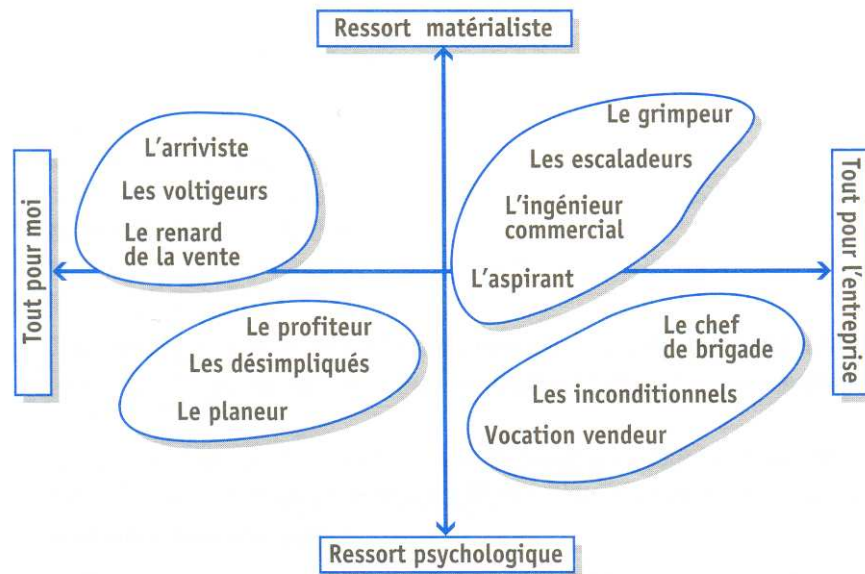 Ressort matérialiste
Tout pour moi
L'arriviste
Les voltigeurs
Le renard
de la vente
Le grimpeur
Les escaladeurs
L'ingénieur
commercial
L'aspirant
Tout pour l'entreprise
Le profiteur
Les désimpliqués
Le planeur
Le chef
de brigade
Les inconditionnels
Vocation vendeur
Ressort psychologique